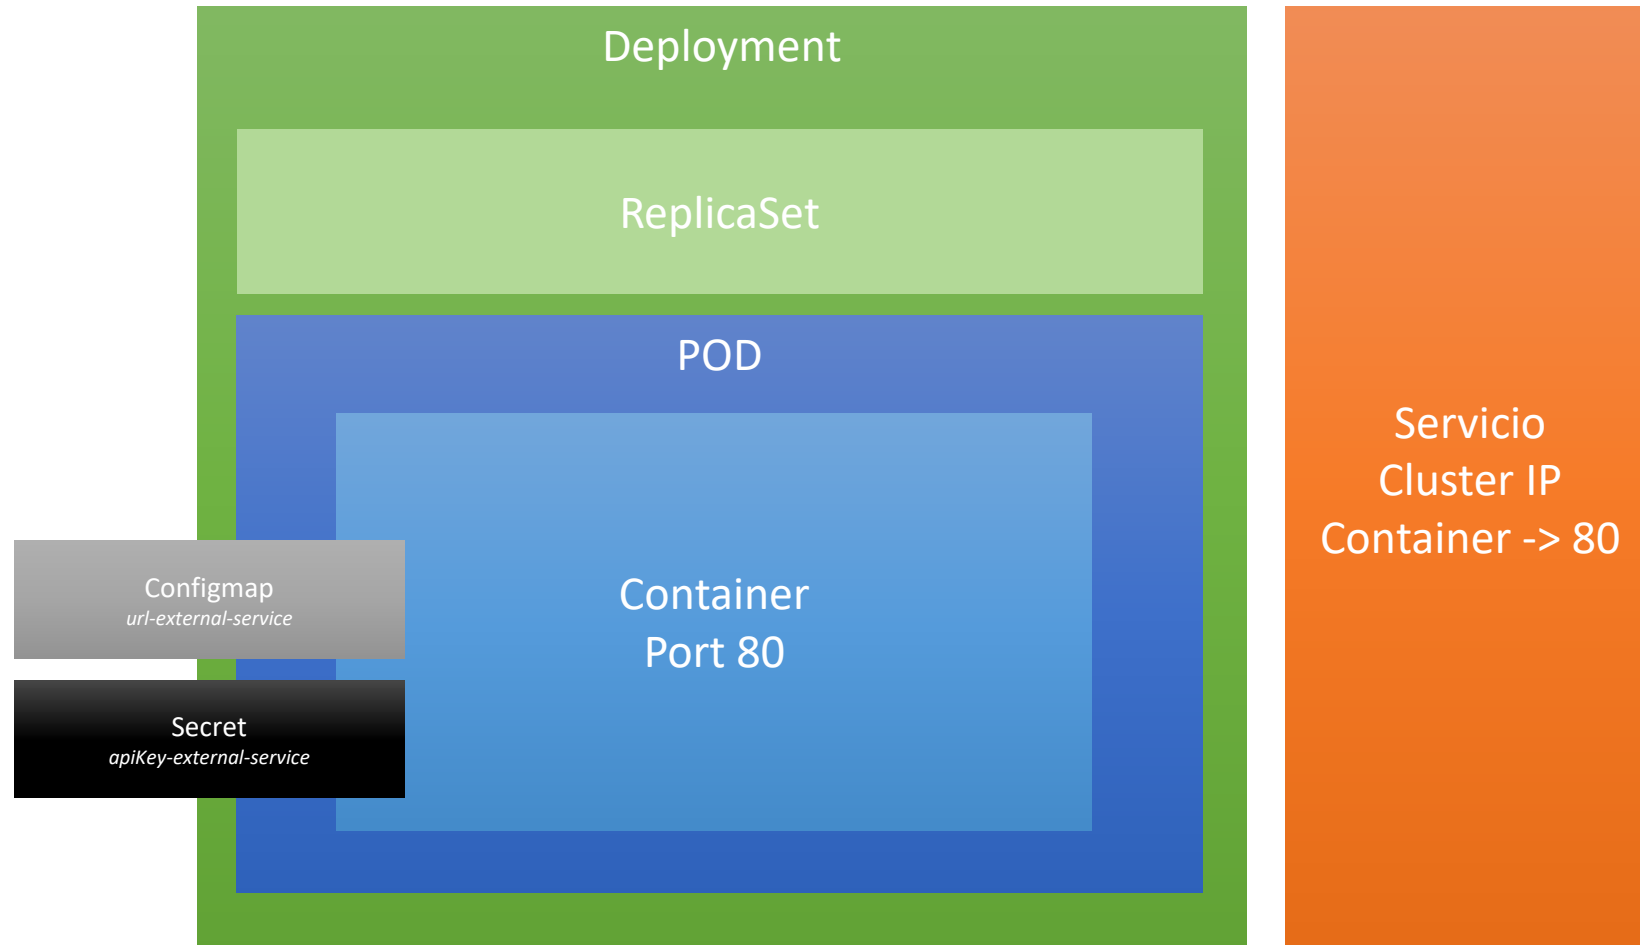 Deployment
ReplicaSet
POD
Container
Port 80
Configmap
url-external-service
Secret
apiKey-external-service
Servicio
Cluster IP
Container -> 80